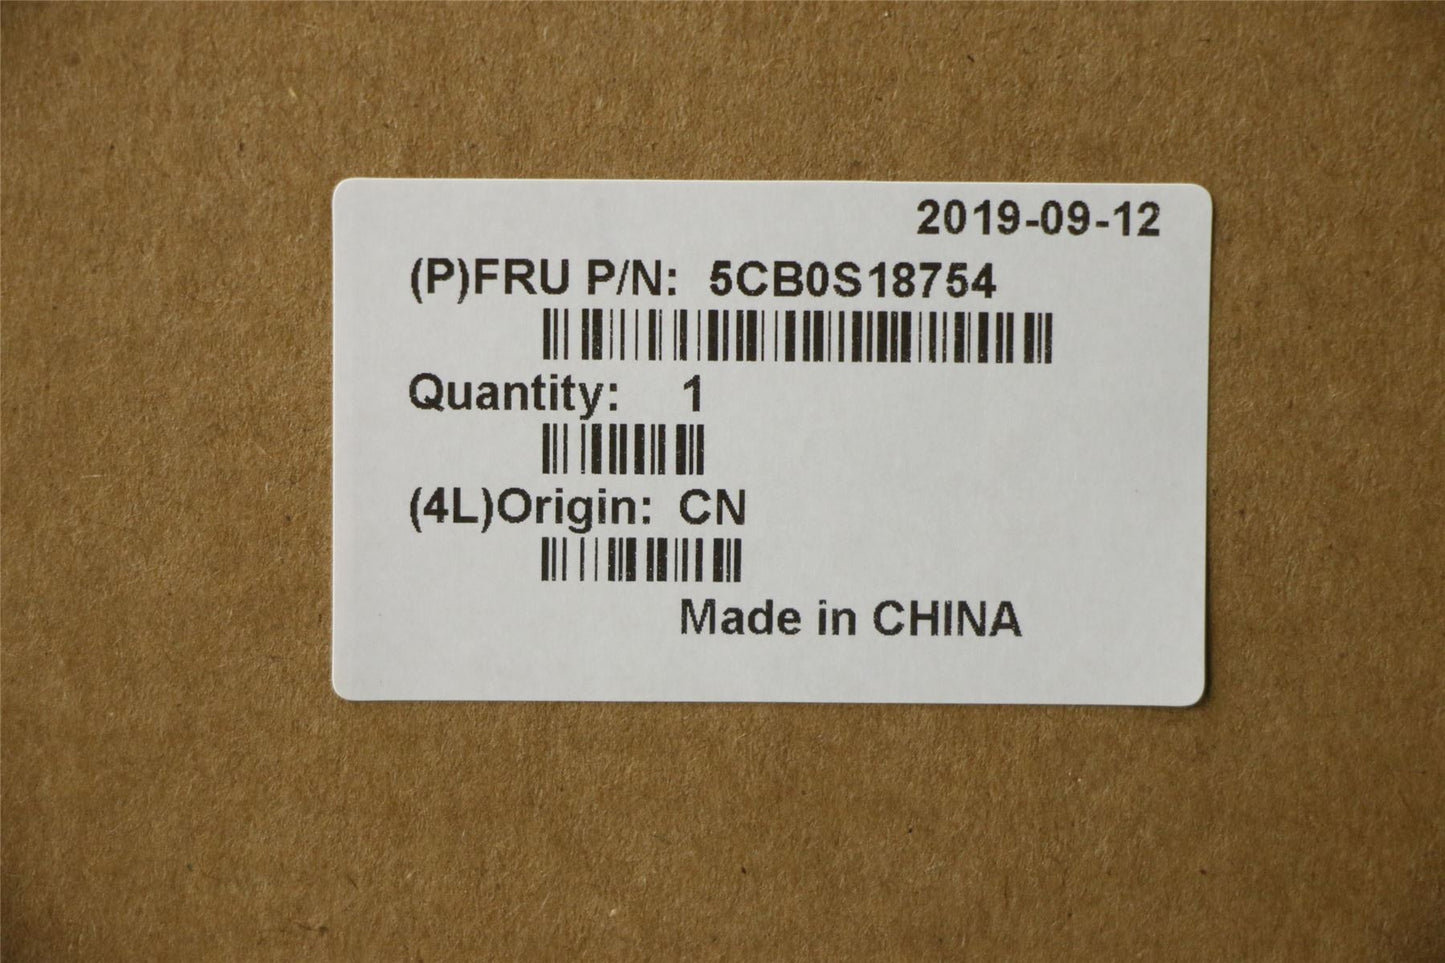 2019-09-12
(P)FRU P/N: 5CB0S18754
Quantity: 1
(4L)Origin: CN
Made in CHINA